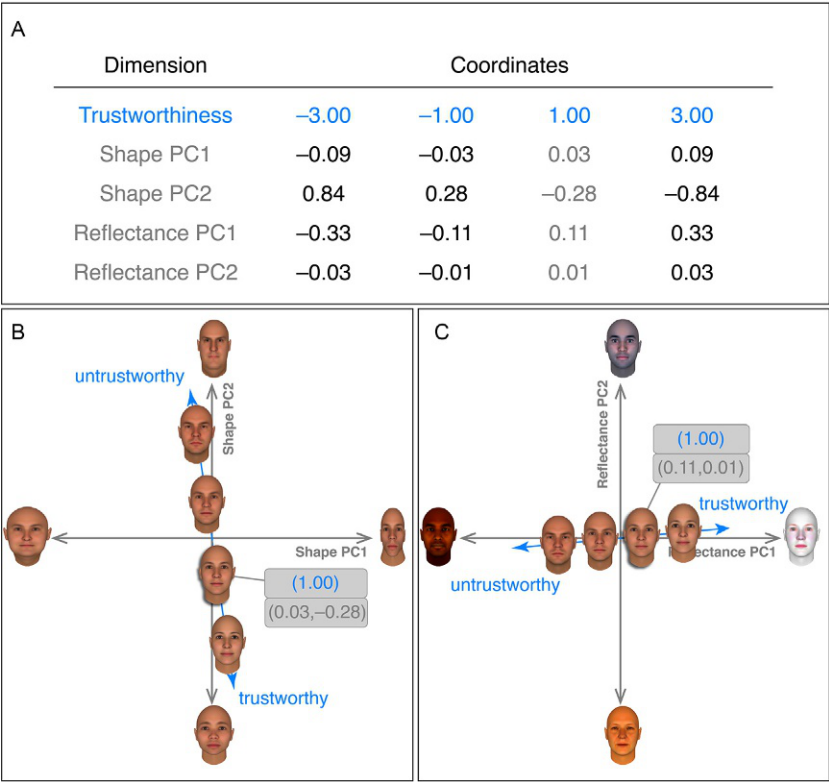 A
Dimension Coordinates
Trustworthiness –3.00 –1.00 1.00 3.00
Shape PC1 –0.09 –0.03 0.03 0.09
Shape PC2 0.84 0.28 –0.28 –0.84
Reflectance PC1 –0.33 –0.11 0.11 0.33
Reflectance PC2 –0.03 –0.01 0.01 0.03
B
untrustworthy
Shape PC2
Shape PC1
(1.00)
(0.03,–0.28)
trustworthy
C
Reflectance PC2
(1.00)
(0.11,0.01)
trustworthy
Reflectance PC1
untrustworthy